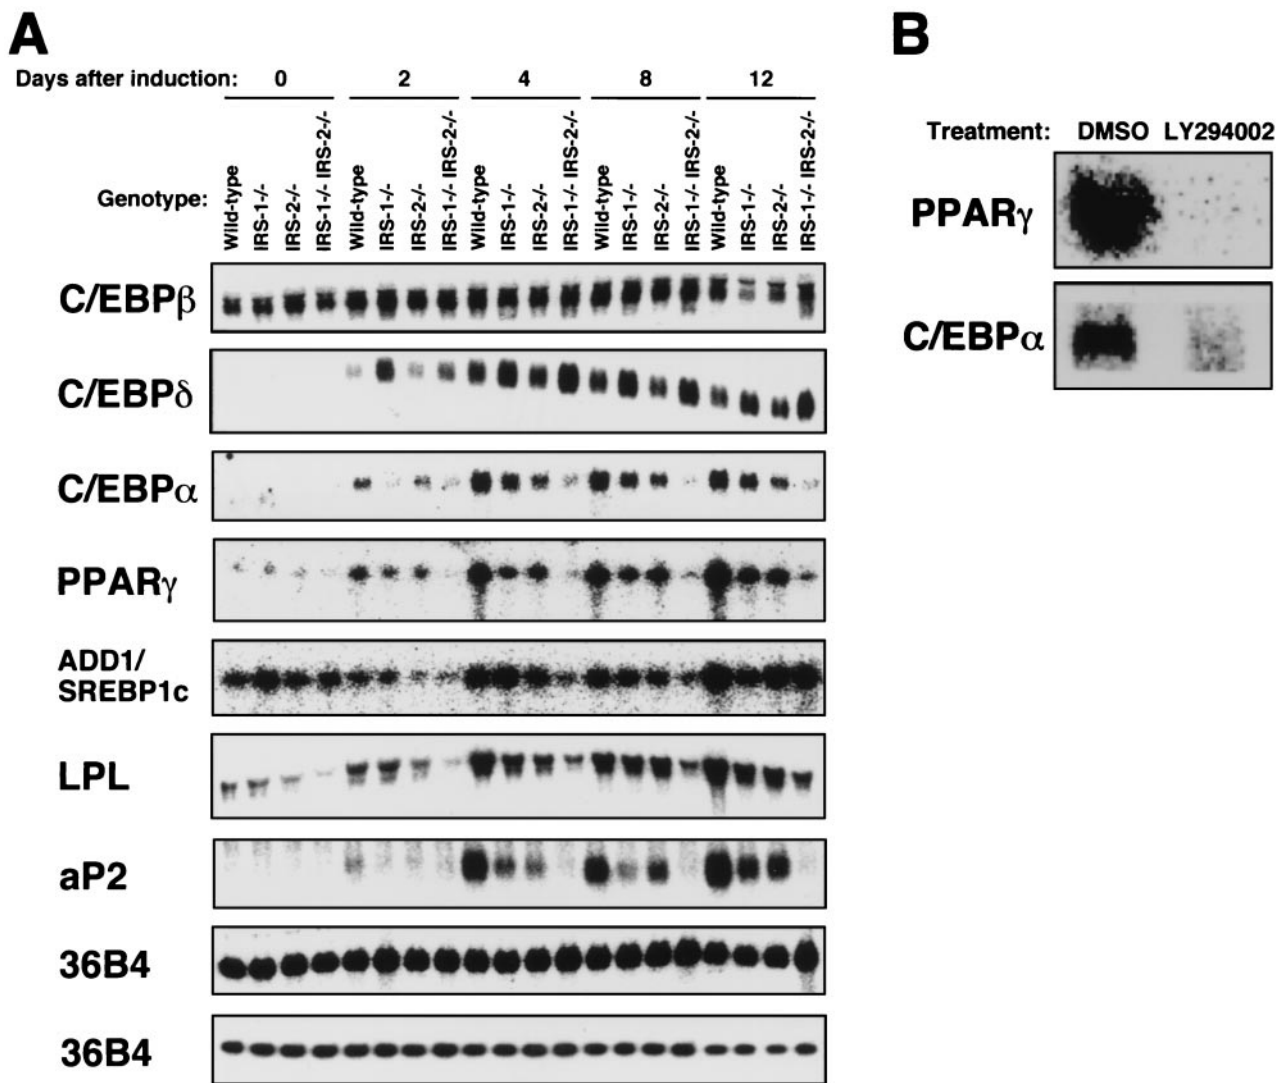 A
Days after induction: 0 2 4 8 12
Genotype: Wild-type IRS-1-/- IRS-2-/- IRS-1-/- IRS-2-/- Wild-type IRS-1-/- IRS-2-/- IRS-1-/- IRS-2-/- Wild-type IRS-1-/- IRS-2-/- IRS-1-/- IRS-2-/- Wild-type IRS-1-/- IRS-2-/- IRS-1-/- IRS-2-/- Wild-type IRS-1-/- IRS-2-/- IRS-1-/- IRS-2-/-
C/EBPβ
C/EBPδ
C/EBPα
PPARγ
ADD1/
SREBP1c
LPL
aP2
36B4
36B4
B
Treatment: DMSO LY294002
PPARγ
C/EBPα